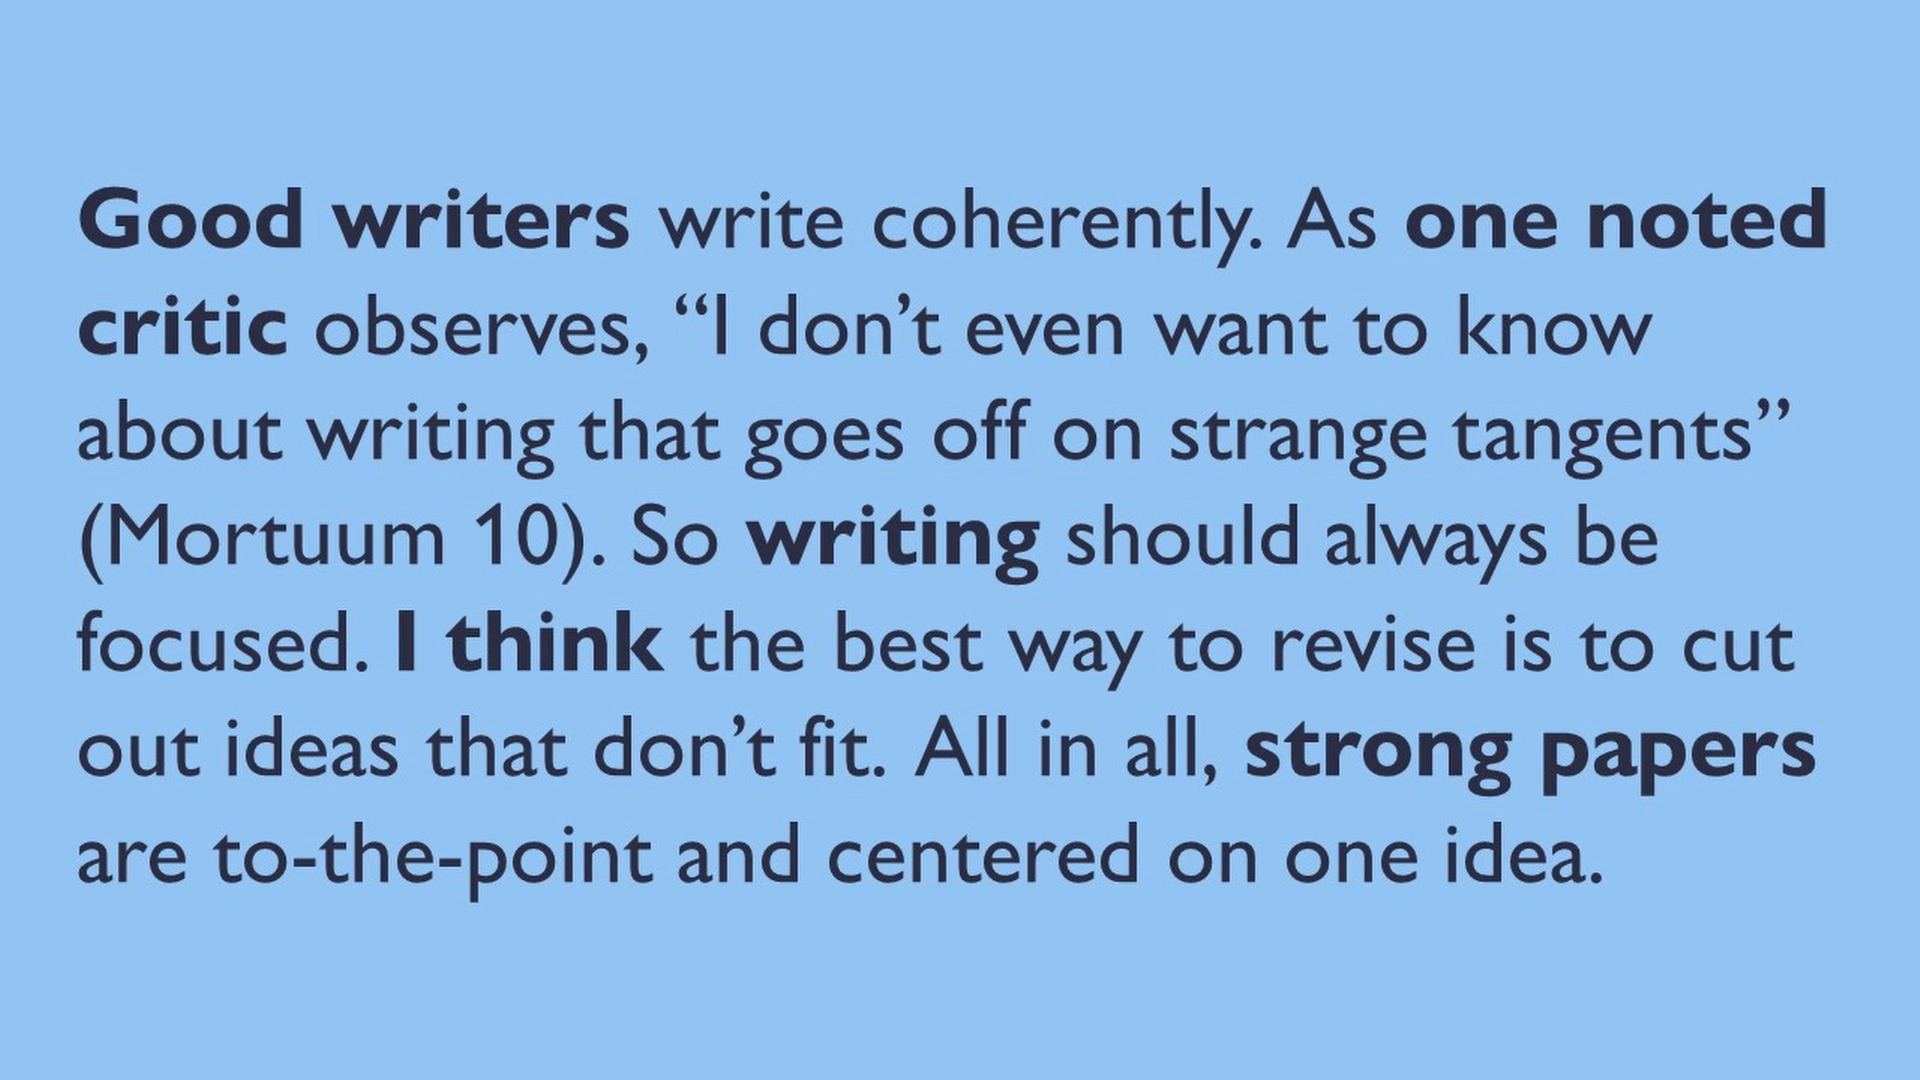 Good writers write coherently. As one noted
critic observes, “I don’t even want to know
about writing that goes off on strange tangents”
(Mortuum 10). So writing should always be
focused. I think the best way to revise is to cut
out ideas that don’t fit. All in all, strong papers
are to-the-point and centered on one idea.